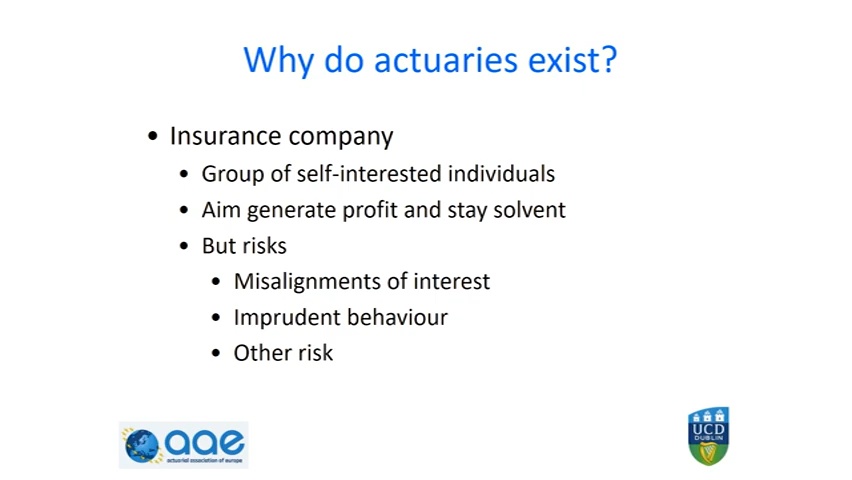 Why do actuaries exist?
• Insurance company
• Group of self-interested individuals
• Aim generate profit and stay solvent
• But risks
• Misalignments of interest
• Imprudent behaviour
• Other risk
aae
actuarial association of europe
UCD
DUBLIN